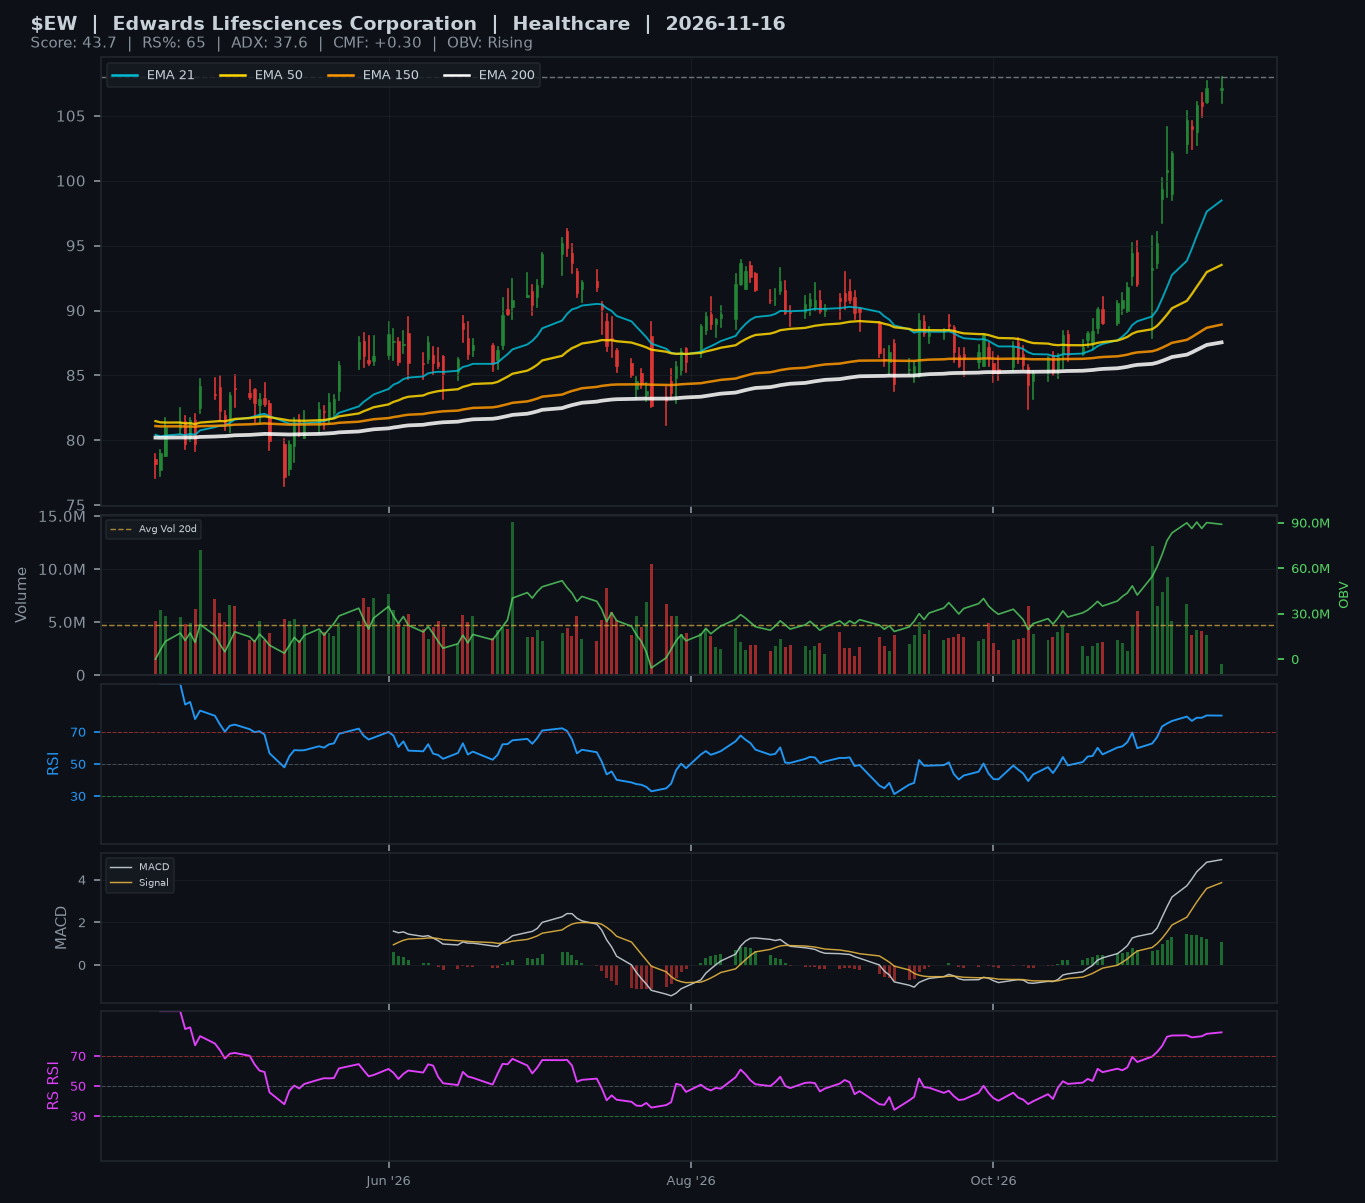 $EW | Edwards Lifesciences Corporation | Healthcare | 2026-11-16
Score: 43.7 | RS%: 65 | ADX: 37.6 | CMF: +0.30 | OBV: Rising
EMA 21 EMA 50 EMA 150 EMA 200
105
100
95
90
85
80
75
15.0M
10.0M
5.0M
0
Volume
Avg Vol 20d
90.0M
60.0M
30.0M
0
OBV
70
50
30
RSI
MACD
Signal
4
2
0
MACD
70
50
30
RS RSI
Jun '26 Aug '26 Oct '26